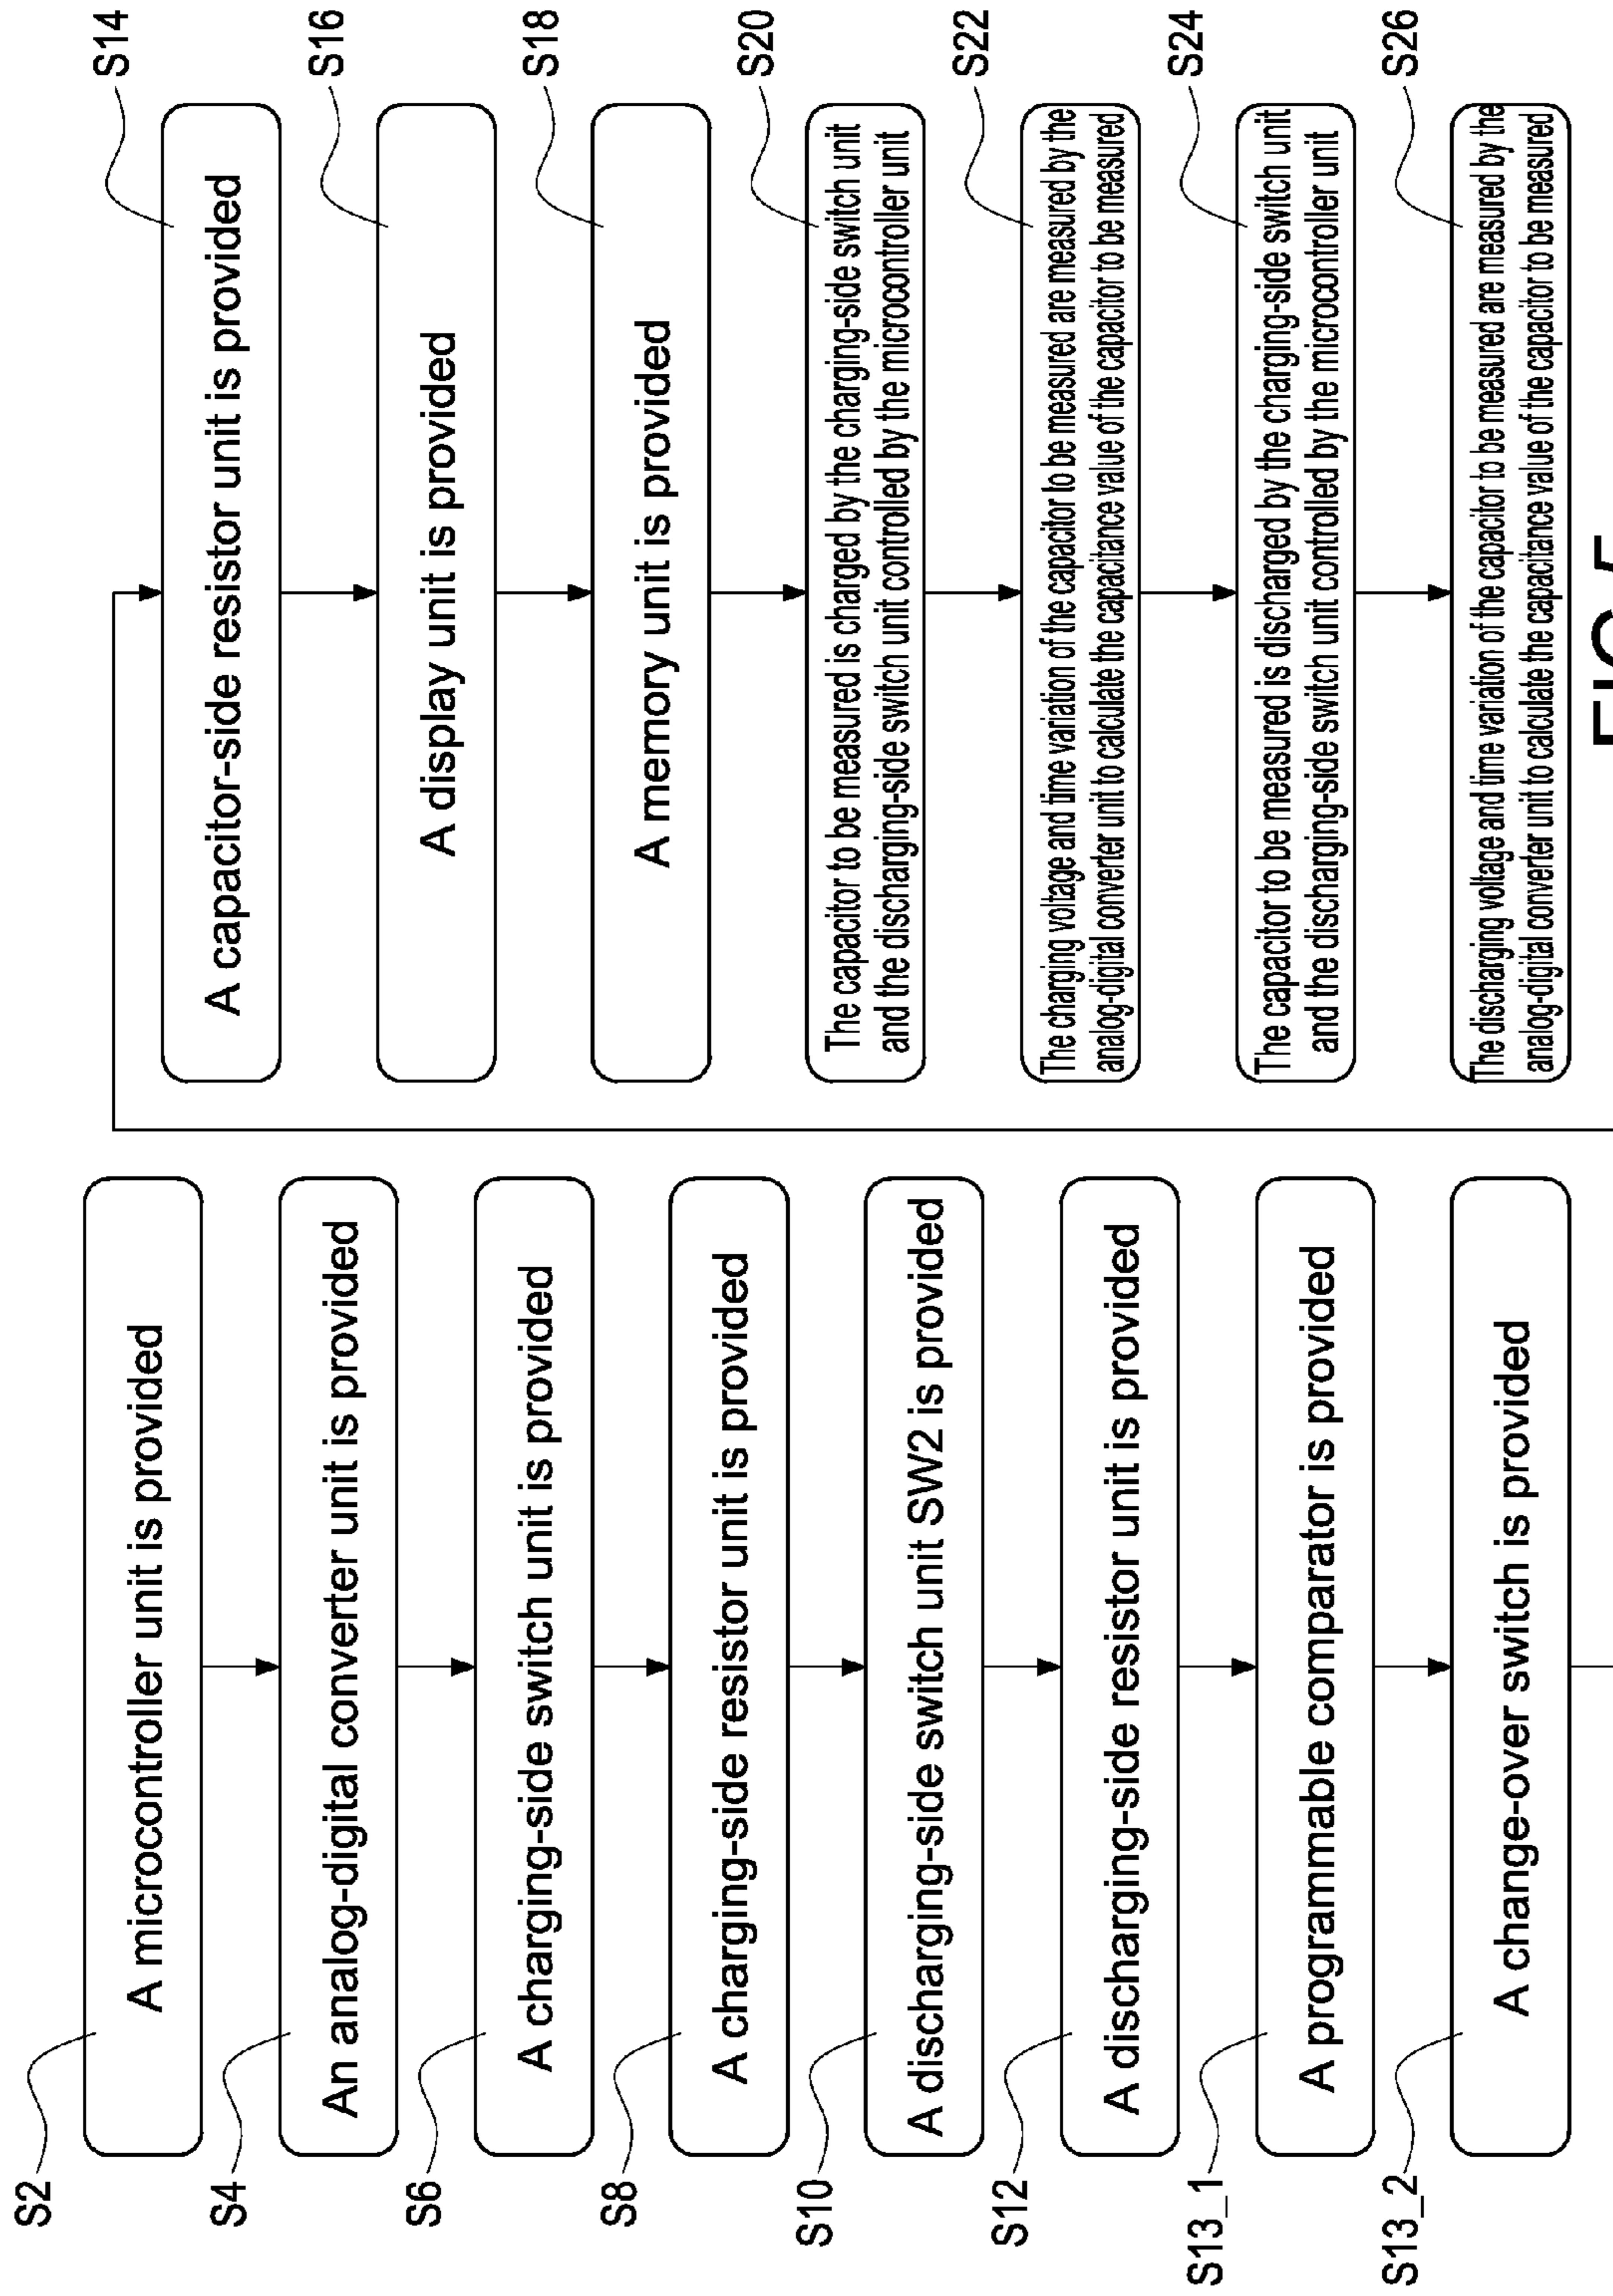 S2
A microcontroller unit is provided
S4
An analog-digital converter unit is provided
S6
A charging-side switch unit is provided
S8
A charging-side resistor unit is provided
S10
A discharging-side switch unit SW2 is provided
S12
A discharging-side resistor unit is provided
S13_1
A programmable comparator is provided
S13_2
A change-over switch is provided
S14
A capacitor-side resistor unit is provided
S16
A display unit is provided
S18
A memory unit is provided
S20
The capacitor to be measured is charged by the charging-side switch unit
and the discharging-side switch unit controlled by the microcontroller unit
S22
The charging voltage and time variation of the capacitor to be measured are measured by the
analog-digital converter unit to calculate the capacitance value of the capacitor to be measured
S24
The capacitor to be measured is discharged by the charging-side switch unit
and the discharging-side switch unit controlled by the microcontroller unit
S26
The discharging voltage and time variation of the capacitor to be measured are measured by the
analog-digital converter unit to calculate the capacitance value of the capacitor to be measured